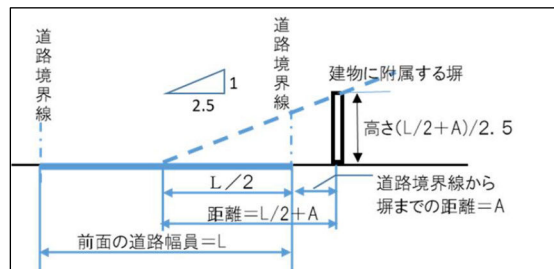 道路境界線
道路境界線
建物に附属する塀
1
2.5
高さ(L/2+A)/2.5
L/2
道路境界線から
塀までの距離=A
距離=L/2+A
前面の道路幅員=L